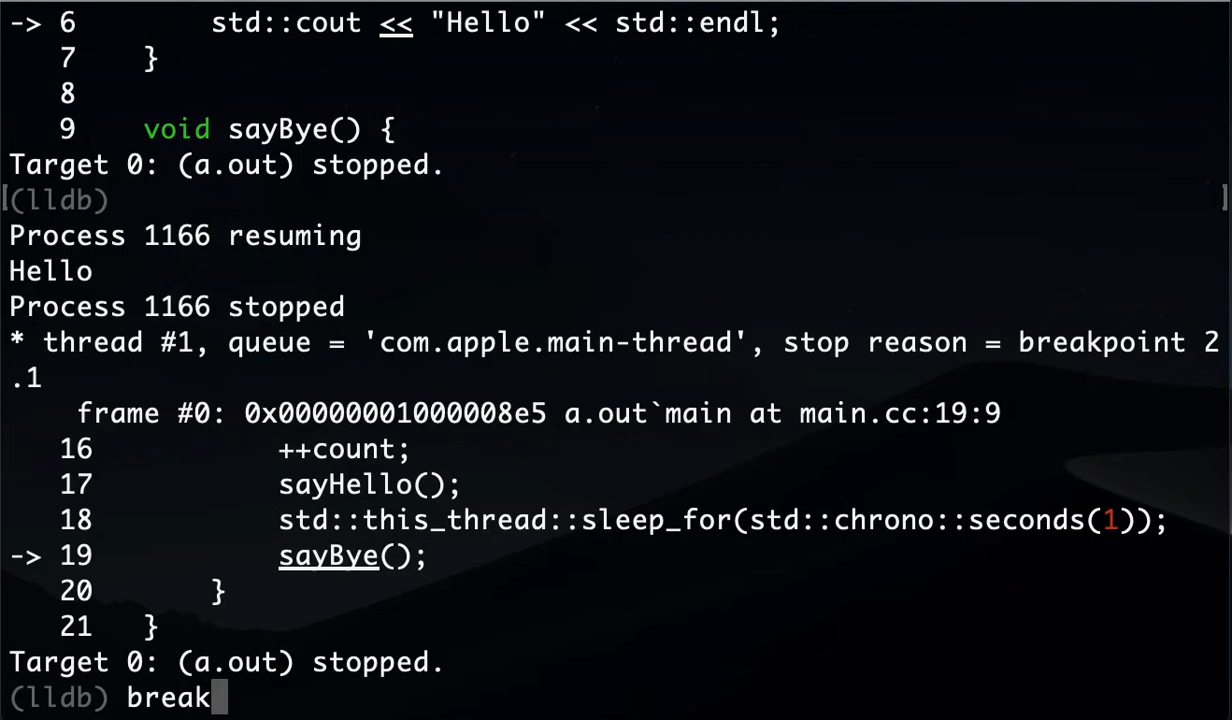 -> 6        std::cout << "Hello" << std::endl;
   7    }
   8
   9    void sayBye() {
Target 0: (a.out) stopped.
(lldb)
Process 1166 resuming
Hello
Process 1166 stopped
* thread #1, queue = 'com.apple.main-thread', stop reason = breakpoint 2
.1
    frame #0: 0x00000001000008e5 a.out`main at main.cc:19:9
   16           ++count;
   17           sayHello();
   18           std::this_thread::sleep_for(std::chrono::seconds(1));
-> 19           sayBye();
   20       }
   21   }
Target 0: (a.out) stopped.
(lldb) break